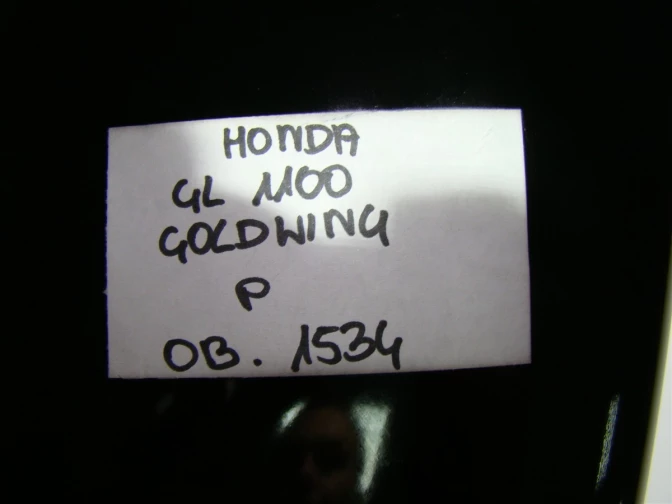 HONDA
GL 1100
GOLDWING
P
OB. 1534